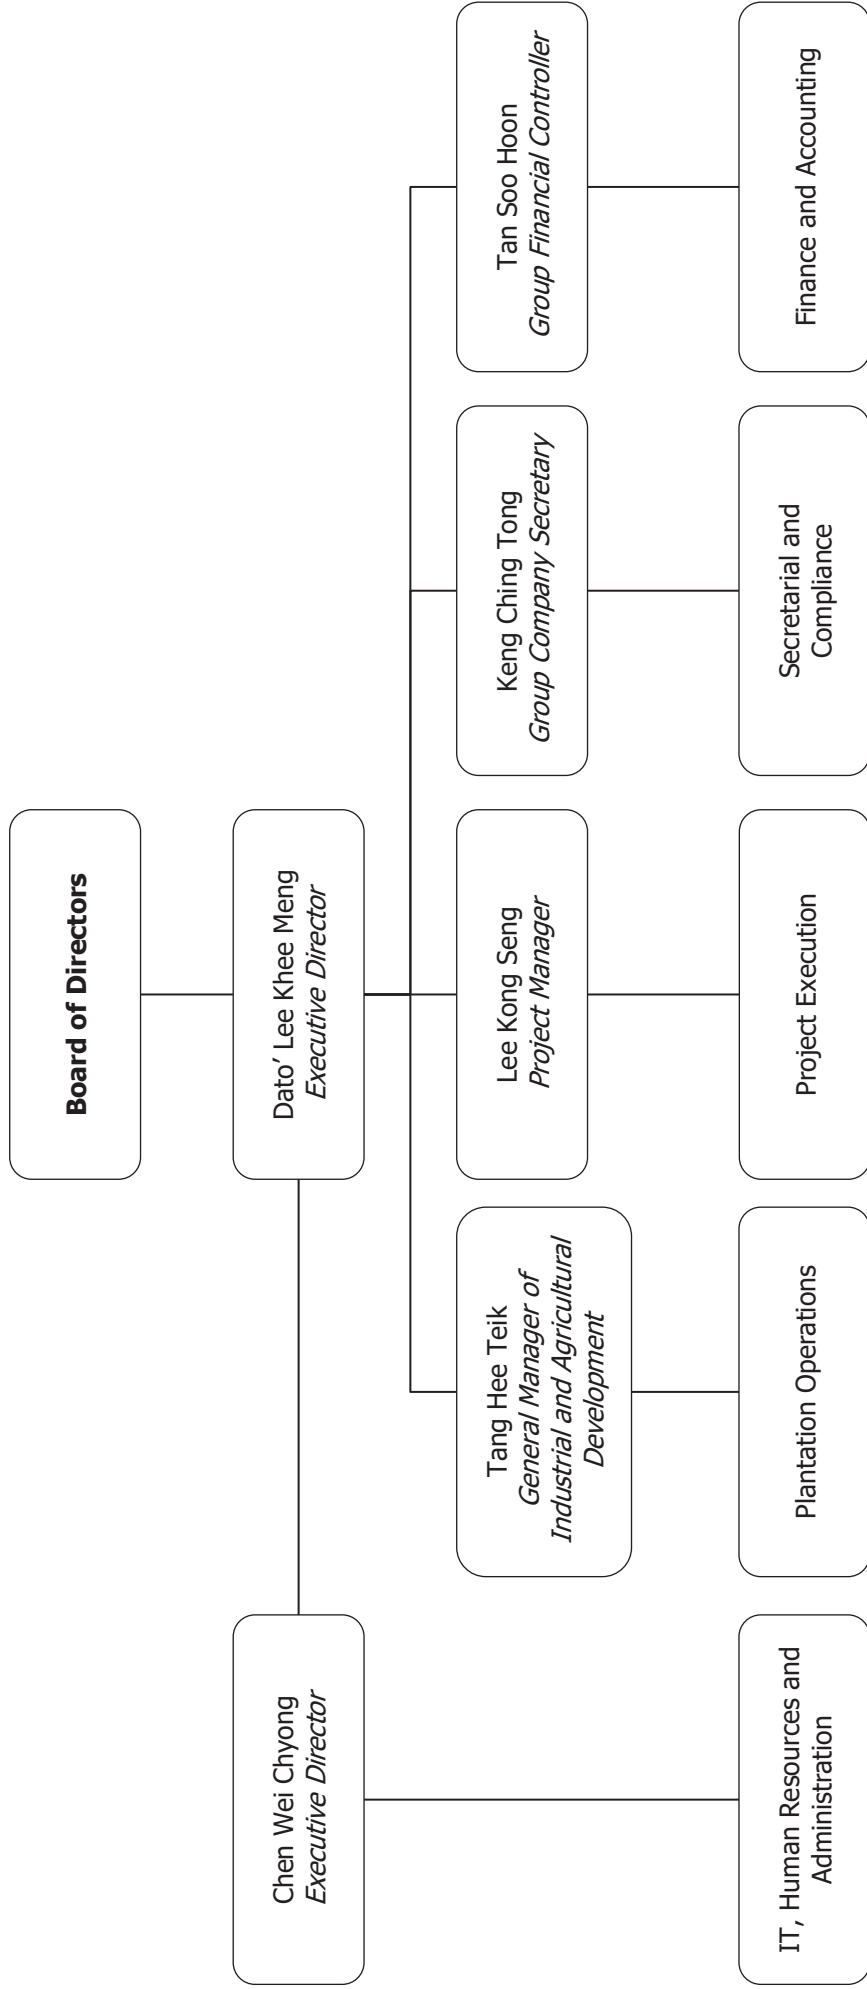 Board of Directors
Chen Wei Chyong
Executive Director
Dato’ Lee Khee Meng
Executive Director
Tang Hee Teik
General Manager of
Industrial and Agricultural
Development
Lee Kong Seng
Project Manager
Keng Ching Tong
Group Company Secretary
Tan Soo Hoon
Group Financial Controller
IT, Human Resources and
Administration
Plantation Operations
Project Execution
Secretarial and
Compliance
Finance and Accounting